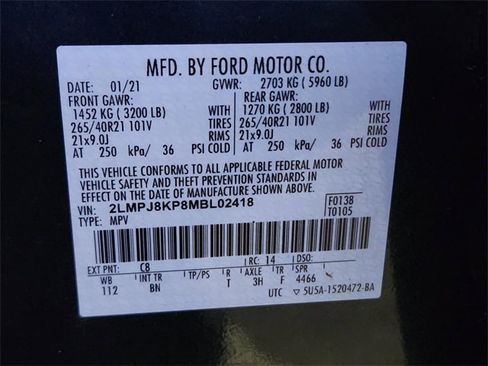 MFD. BY FORD MOTOR CO.
DATE: 01/21 GVWR: 2703 KG ( 5960 LB)
FRONT GAWR: REAR GAWR:
1452 KG ( 3200 LB) WITH 1270 KG ( 2800 LB) WITH
265/40R21 101V TIRES 265/40R21 101V TIRES
21x9.0J RIMS 21x9.0J RIMS
AT 250 kPa/ 36 PSI COLD AT 250 kPa/ 36 PSI COLD
THIS VEHICLE CONFORMS TO ALL APPLICABLE FEDERAL MOTOR
VEHICLE SAFETY AND THEFT PREVENTION STANDARDS IN
EFFECT ON THE DATE OF MANUFACTURE SHOWN ABOVE.
VIN: 2LMPJ8KP8MBL02418 F0138
TYPE: MPV T0105
EXT PNT: C8 RC: 14 DSO:
WB INT TR TP/PS R AXLE TR SPR
112 BN T 3H F 4466
UTC ▽ 5U5A-1520472-BA